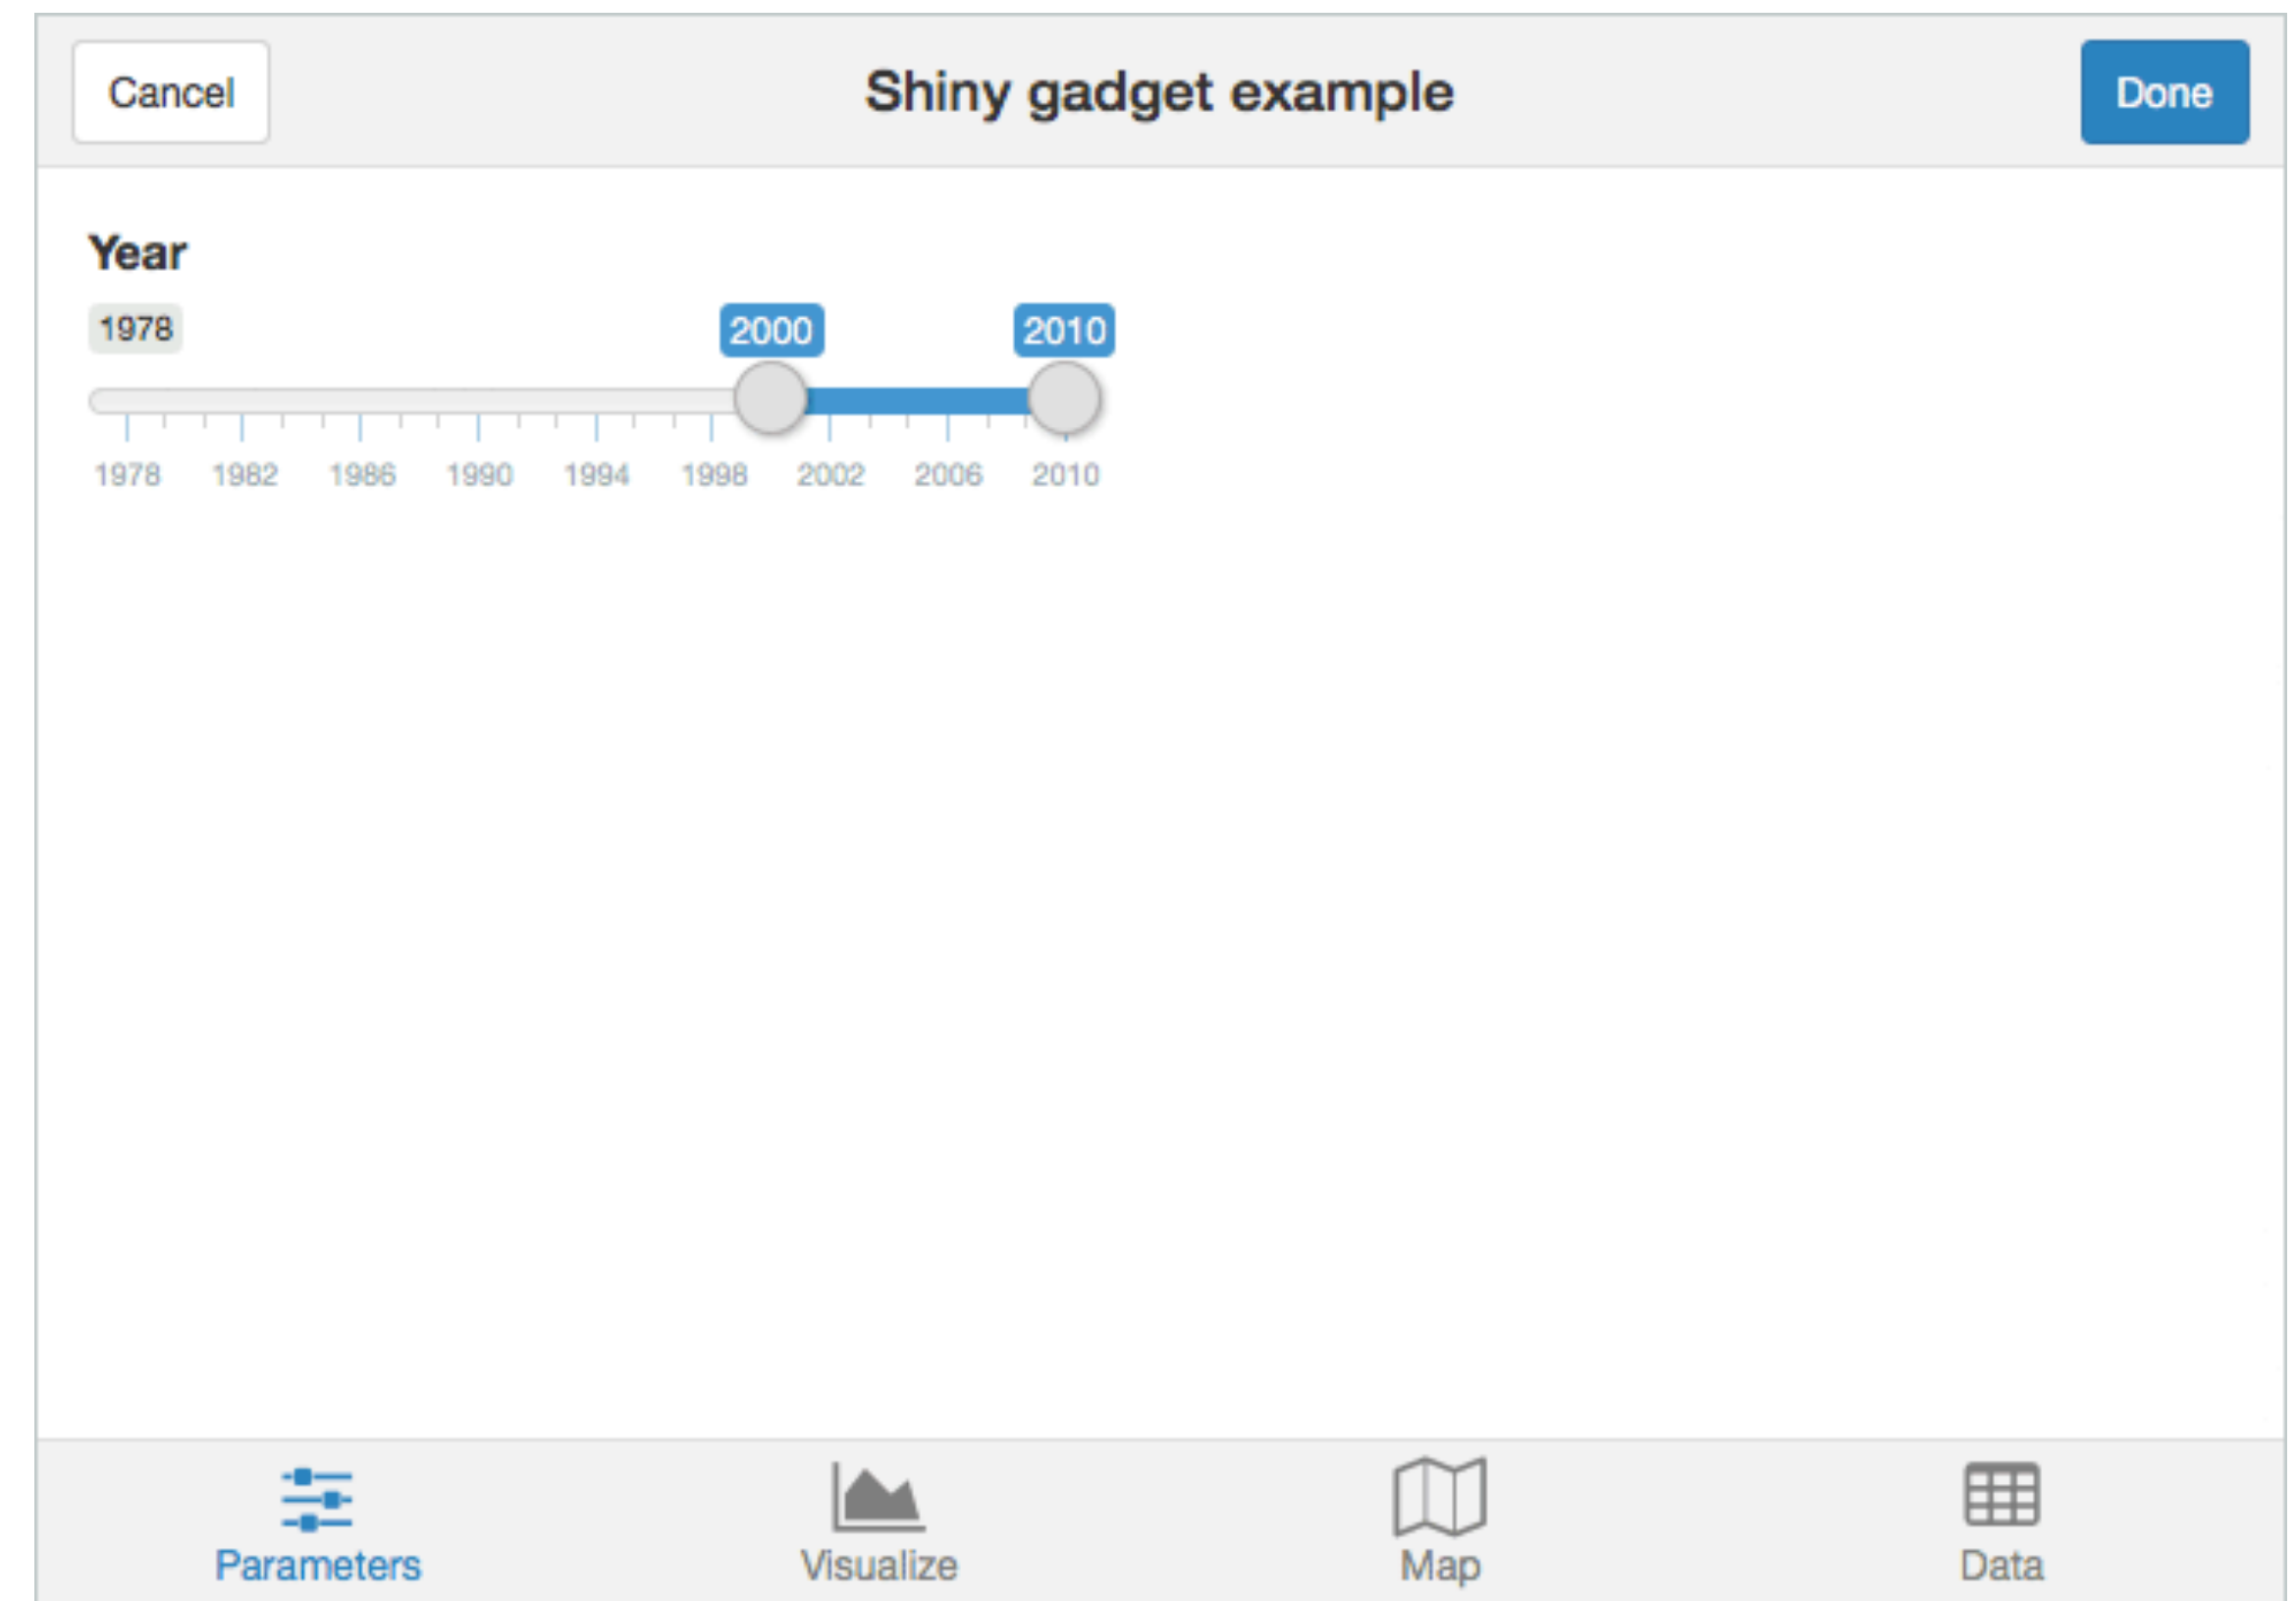 Cancel Shiny gadget example Done
Year
1978 2000 2010
1978 1982 1986 1990 1994 1998 2002 2006 2010
Parameters Visualize Map Data